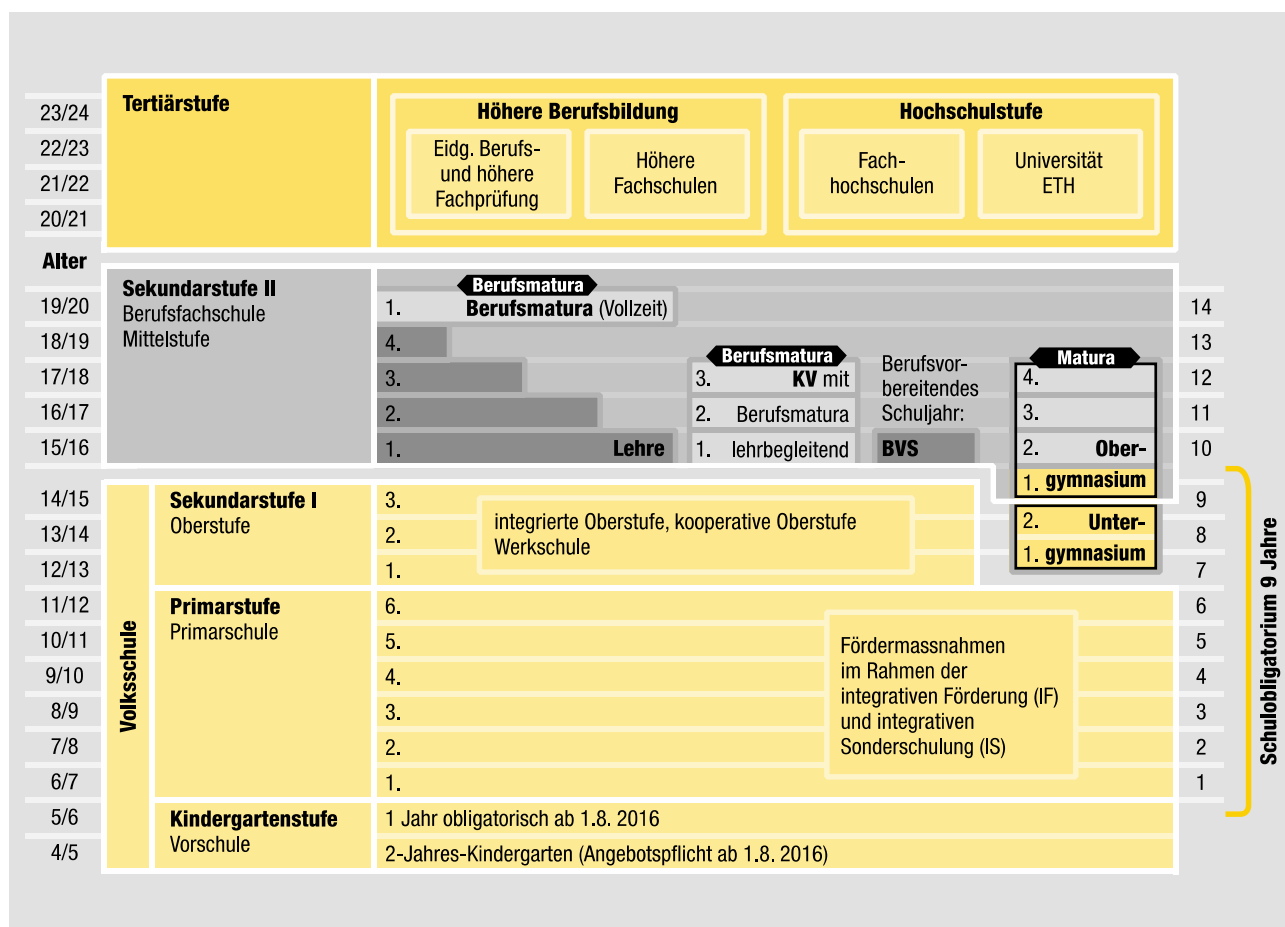 Tertiärstufe
Höhere Berufsbildung
Eidg. Berufs-
und höhere
Fachprüfung
Höhere
Fachschulen
Hochschulstufe
Fach-
hochschulen
Universität
ETH
23/24
22/23
21/22
20/21
Alter
Sekundarstufe II
Berufsfachschule
Mittelstufe
19/20
18/19
17/18
16/17
15/16
Berufsmatura
1. Berufsmatura (Vollzeit)
4.
3.
2.
1. Lehre
Berufsmatura
3. KV mit
2. Berufsmatura
1. lehrbegleitend
Berufsvor-
bereitendes
Schuljahr:
BVS
Matura
4.
3.
2. Ober-
1. gymnasium
2. Unter-
1. gymnasium
14
13
12
11
10
Volksschule
14/15
13/14
12/13
Sekundarstufe I
Oberstufe
3.
2.
1.
integrierte Oberstufe, kooperative Oberstufe
Werkschule
9
8
7
11/12
10/11
9/10
8/9
7/8
6/7
Primarstufe
Primarschule
6.
5.
4.
3.
2.
1.
Fördermassnahmen
im Rahmen der
integrativen Förderung (IF)
und integrativen
Sonderschulung (IS)
6
5
4
3
2
1
5/6
4/5
Kindergartenstufe
Vorschule
1 Jahr obligatorisch ab 1.8. 2016
2-Jahres-Kindergarten (Angebotspflicht ab 1.8. 2016)
Schulobligatorium 9 Jahre